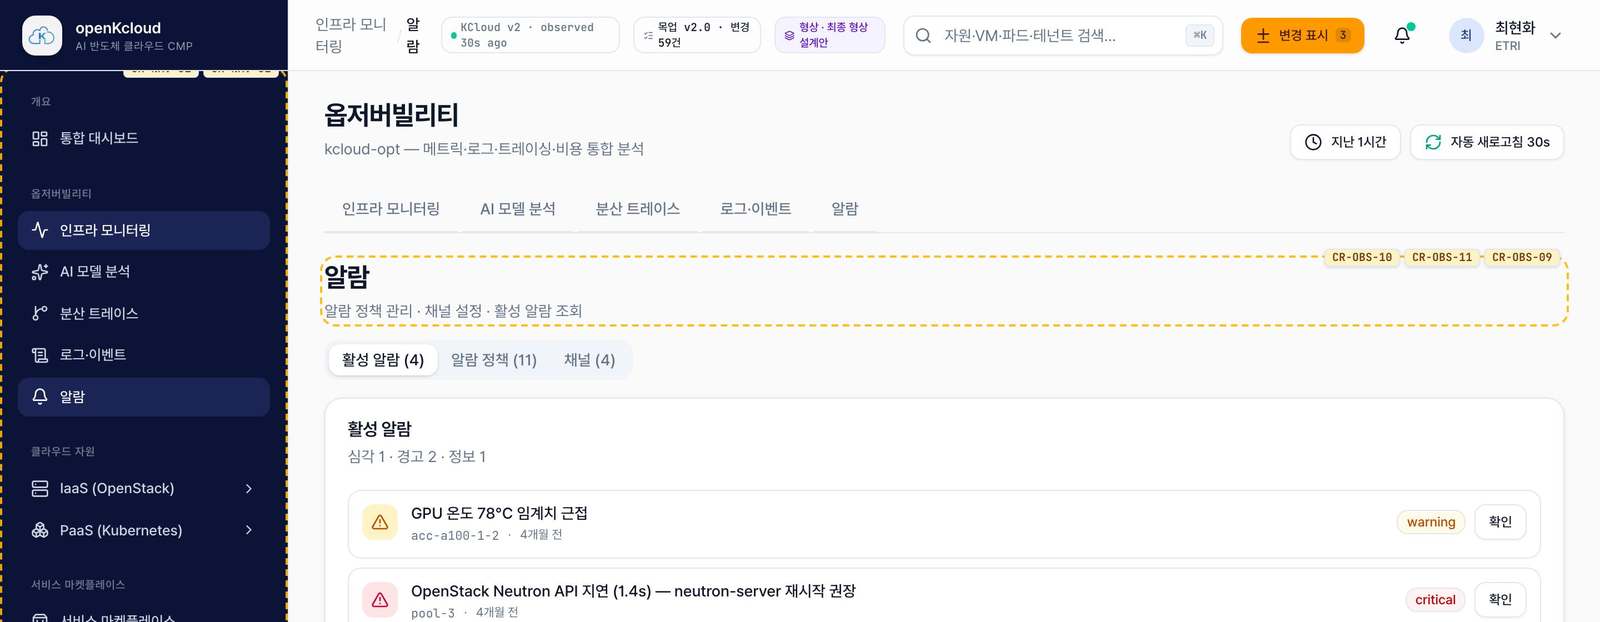 openKcloud
AI 반도체 클라우드 CMP
인프라 모니터링
/
알람
KCloud v2 · observed 30s ago
목업 v2.0 · 변경 59건
형상 · 최종 형상 설계안
자원·VM·파드·테넌트 검색...
⌘K
변경 표시 3
최
최현화
ETRI
개요
통합 대시보드
옵저버빌리티
인프라 모니터링
AI 모델 분석
분산 트레이스
로그·이벤트
알람
클라우드 자원
IaaS (OpenStack)
PaaS (Kubernetes)
서비스 마켓플레이스
서비스 마켓플레이스
옵저버빌리티
kcloud-opt — 메트릭·로그·트레이싱·비용 통합 분석
지난 1시간
자동 새로고침 30s
인프라 모니터링
AI 모델 분석
분산 트레이스
로그·이벤트
알람
CR-OBS-10
CR-OBS-11
CR-OBS-09
알람
알람 정책 관리 · 채널 설정 · 활성 알람 조회
활성 알람 (4)
알람 정책 (11)
채널 (4)
활성 알람
심각 1 · 경고 2 · 정보 1
GPU 온도 78°C 임계치 근접
acc-a100-1-2 · 4개월 전
warning
확인
OpenStack Neutron API 지연 (1.4s) — neutron-server 재시작 권장
pool-3 · 4개월 전
critical
확인